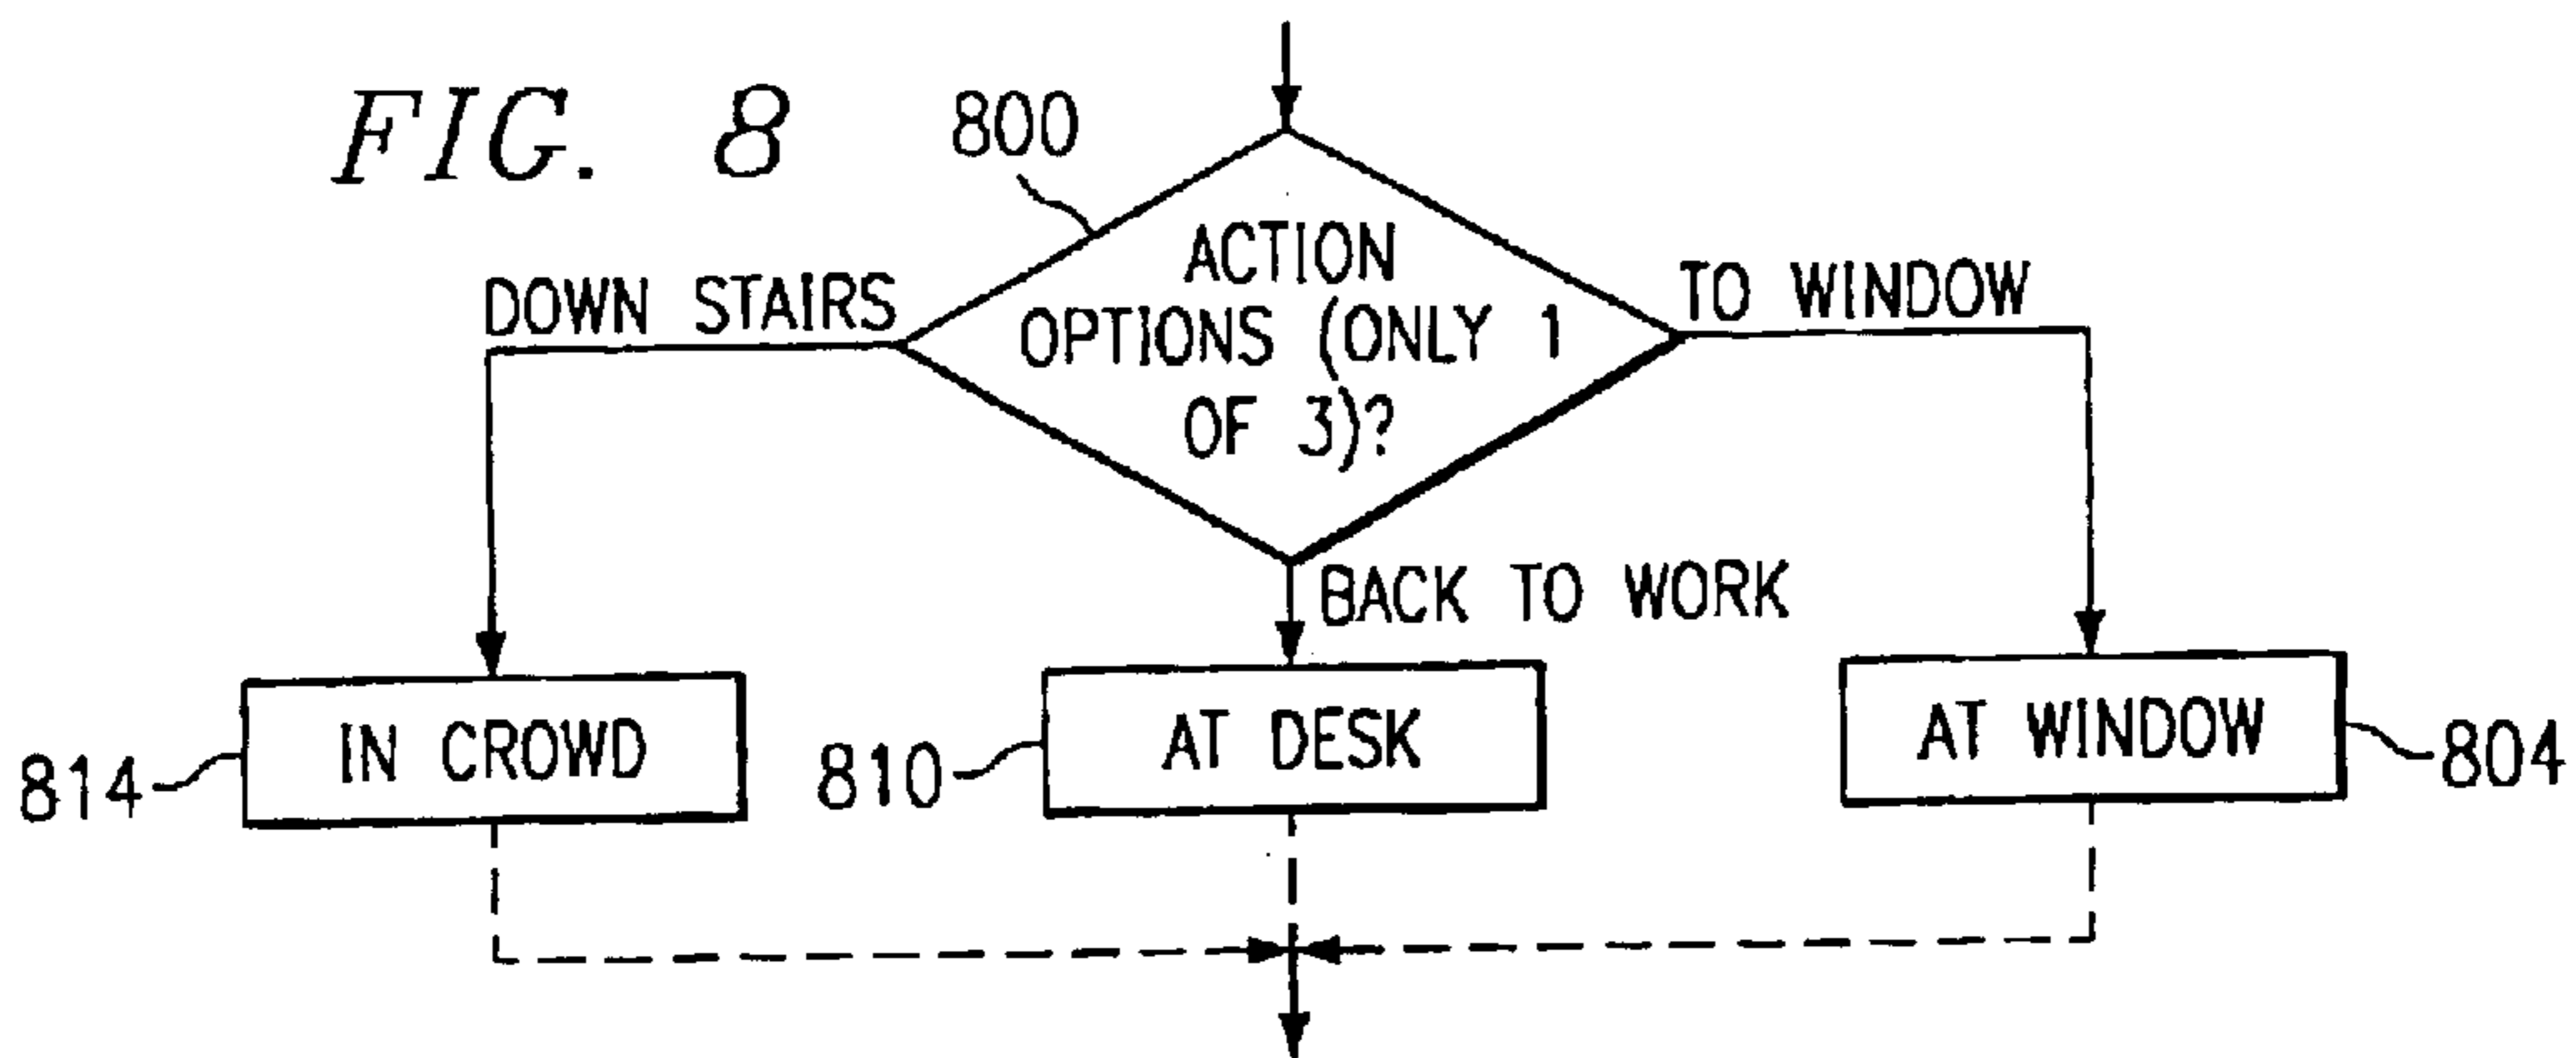 FIG. 8
800
ACTION
OPTIONS (ONLY 1
OF 3)?
DOWN STAIRS
TO WINDOW
BACK TO WORK
814
IN CROWD
810
AT DESK
AT WINDOW
804